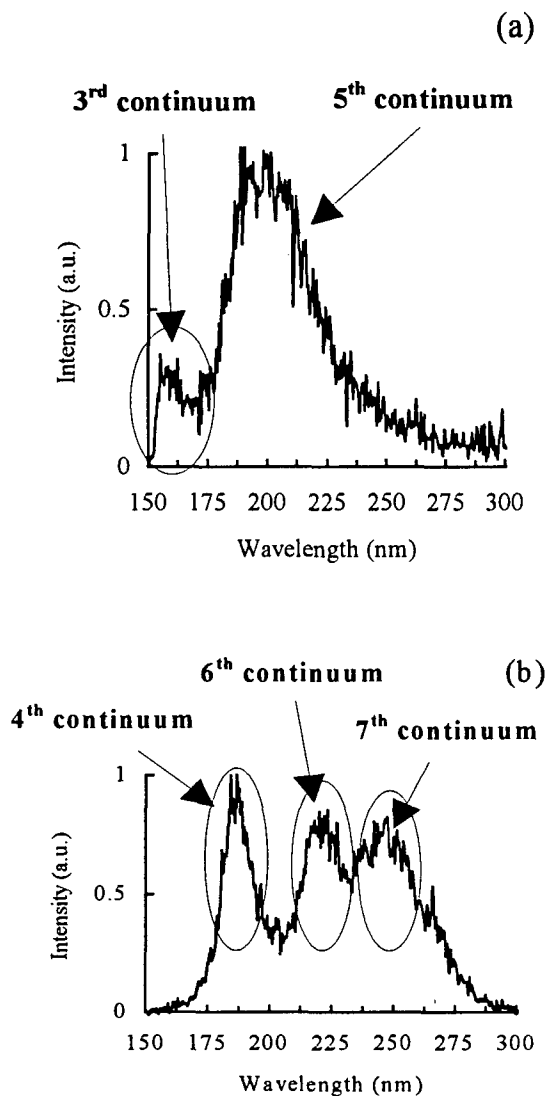 (a)
3rd continuum
5th continuum
1
0.5
0
Intensity (a.u.)
150 175 200 225 250 275 300
Wavelength (nm)
(b)
6th continuum
4th continuum
7th continuum
1
0.5
0
Intensity (a.u.)
150 175 200 225 250 275 300
Wavelength (nm)